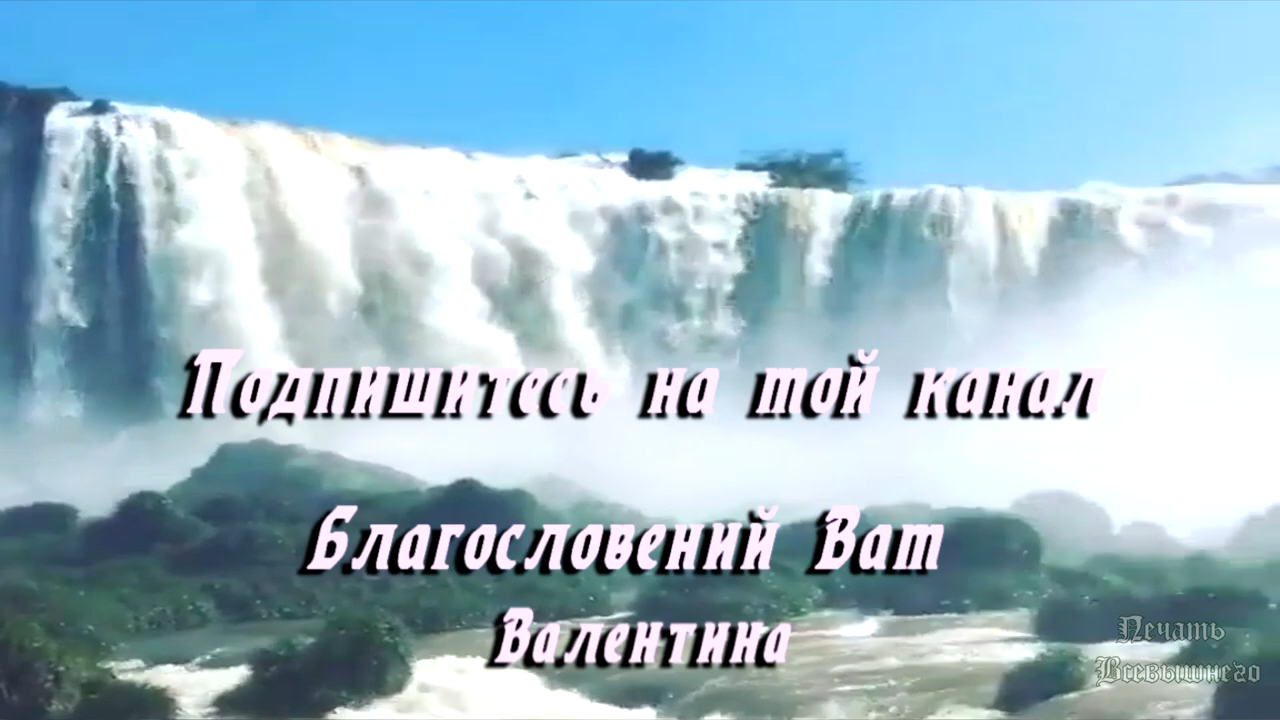 Подпишитесь на мой канал
Благословений Вам
Валентина
Печать
Всевышнего